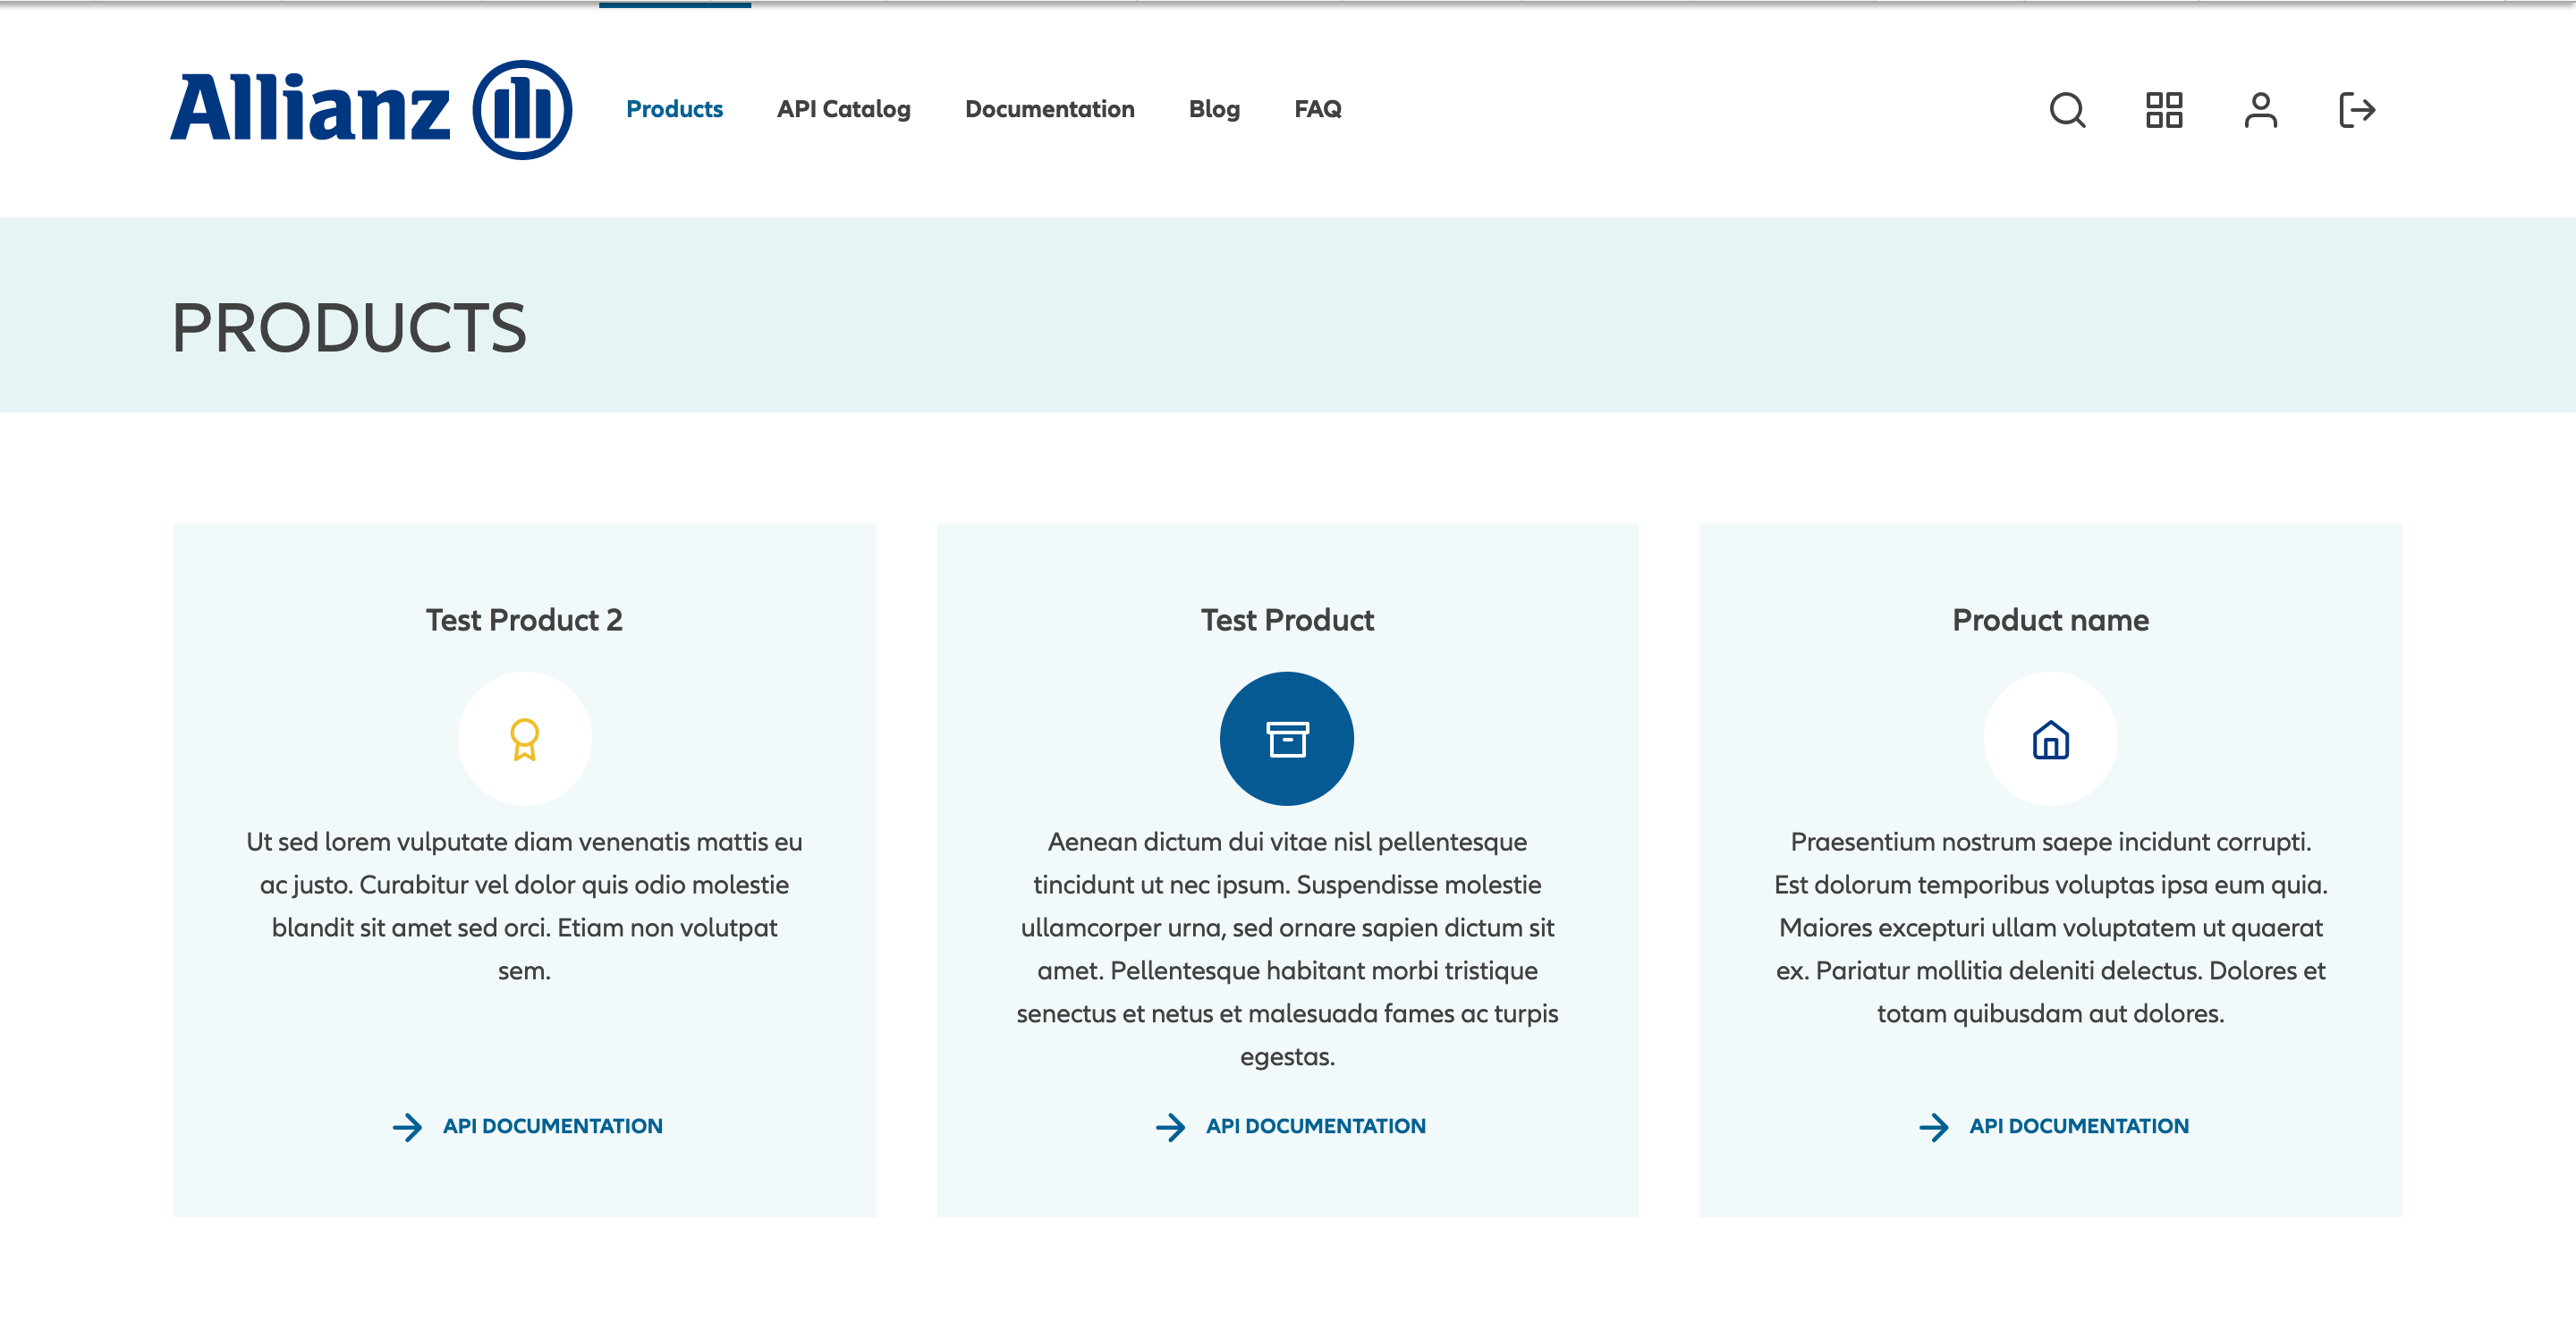 Allianz
Products
API Catalog
Documentation
Blog
FAQ
PRODUCTS
Test Product 2
Ut sed lorem vulputate diam venenatis mattis eu
ac justo. Curabitur vel dolor quis odio molestie
blandit sit amet sed orci. Etiam non volutpat
sem.
API DOCUMENTATION
Test Product
Aenean dictum dui vitae nisl pellentesque
tincidunt ut nec ipsum. Suspendisse molestie
ullamcorper urna, sed ornare sapien dictum sit
amet. Pellentesque habitant morbi tristique
senectus et netus et malesuada fames ac turpis
egestas.
API DOCUMENTATION
Product name
Praesentium nostrum saepe incidunt corrupti.
Est dolorum temporibus voluptas ipsa eum quia.
Maiores excepturi ullam voluptatem ut quaerat
ex. Pariatur mollitia deleniti delectus. Dolores et
totam quibusdam aut dolores.
API DOCUMENTATION